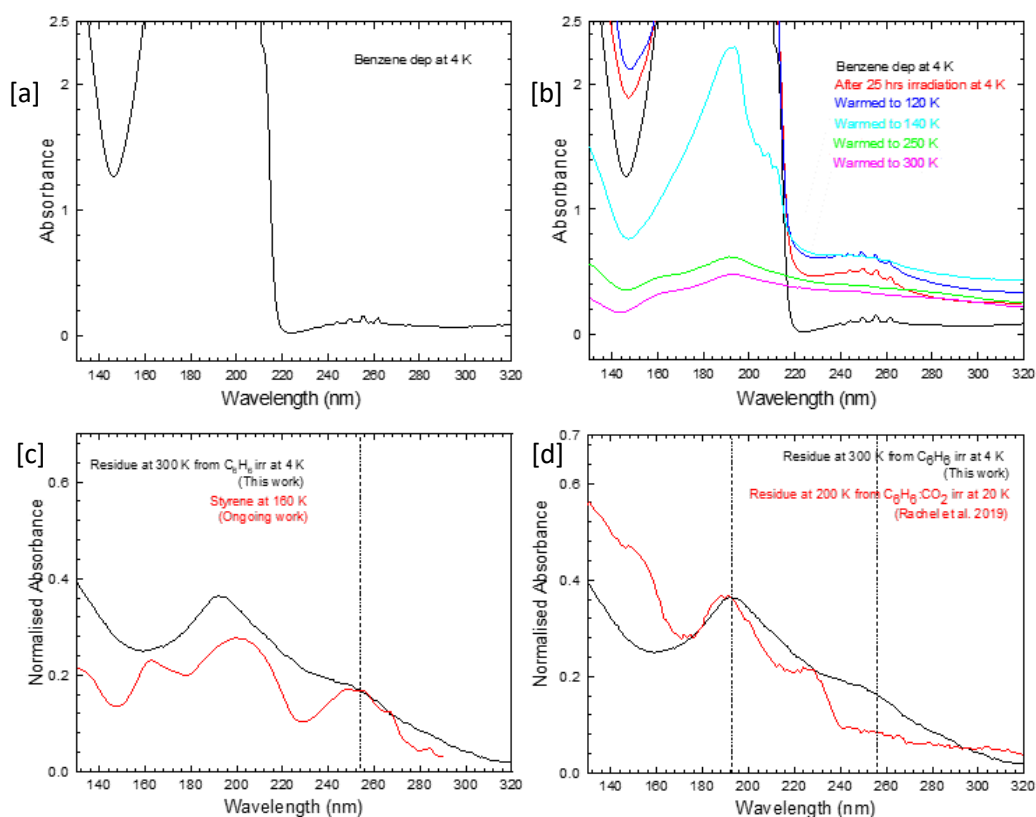 [a]
2.5
2
1
0
Absorbance
Benzene dep at 4 K
140 160 180 200 220 240 260 280 300 320
Wavelength (nm)
[b]
2.5
2
1
0
Absorbance
Benzene dep at 4 K
After 25 hrs irradiation at 4 K
Warmed to 120 K
Warmed to 140 K
Warmed to 250 K
Warmed to 300 K
140 160 180 200 220 240 260 280 300 320
Wavelength (nm)
[c]
0.6
0.4
0.2
0.0
Normalised Absorbance
Residue at 300 K from C6H6 irr at 4 K
(This work)
Styrene at 160 K
(Ongoing work)
140 160 180 200 220 240 260 280 300 320
Wavelength (nm)
[d]
0.7
0.6
0.4
0.2
0.0
Normalised Absorbance
Residue at 300 K from C6H6 irr at 4 K
(This work)
Residue at 200 K from C6H6:CO2 irr at 20 K
(Rachel et al. 2019)
140 160 180 200 220 240 260 280 300 320
Wavelength (nm)